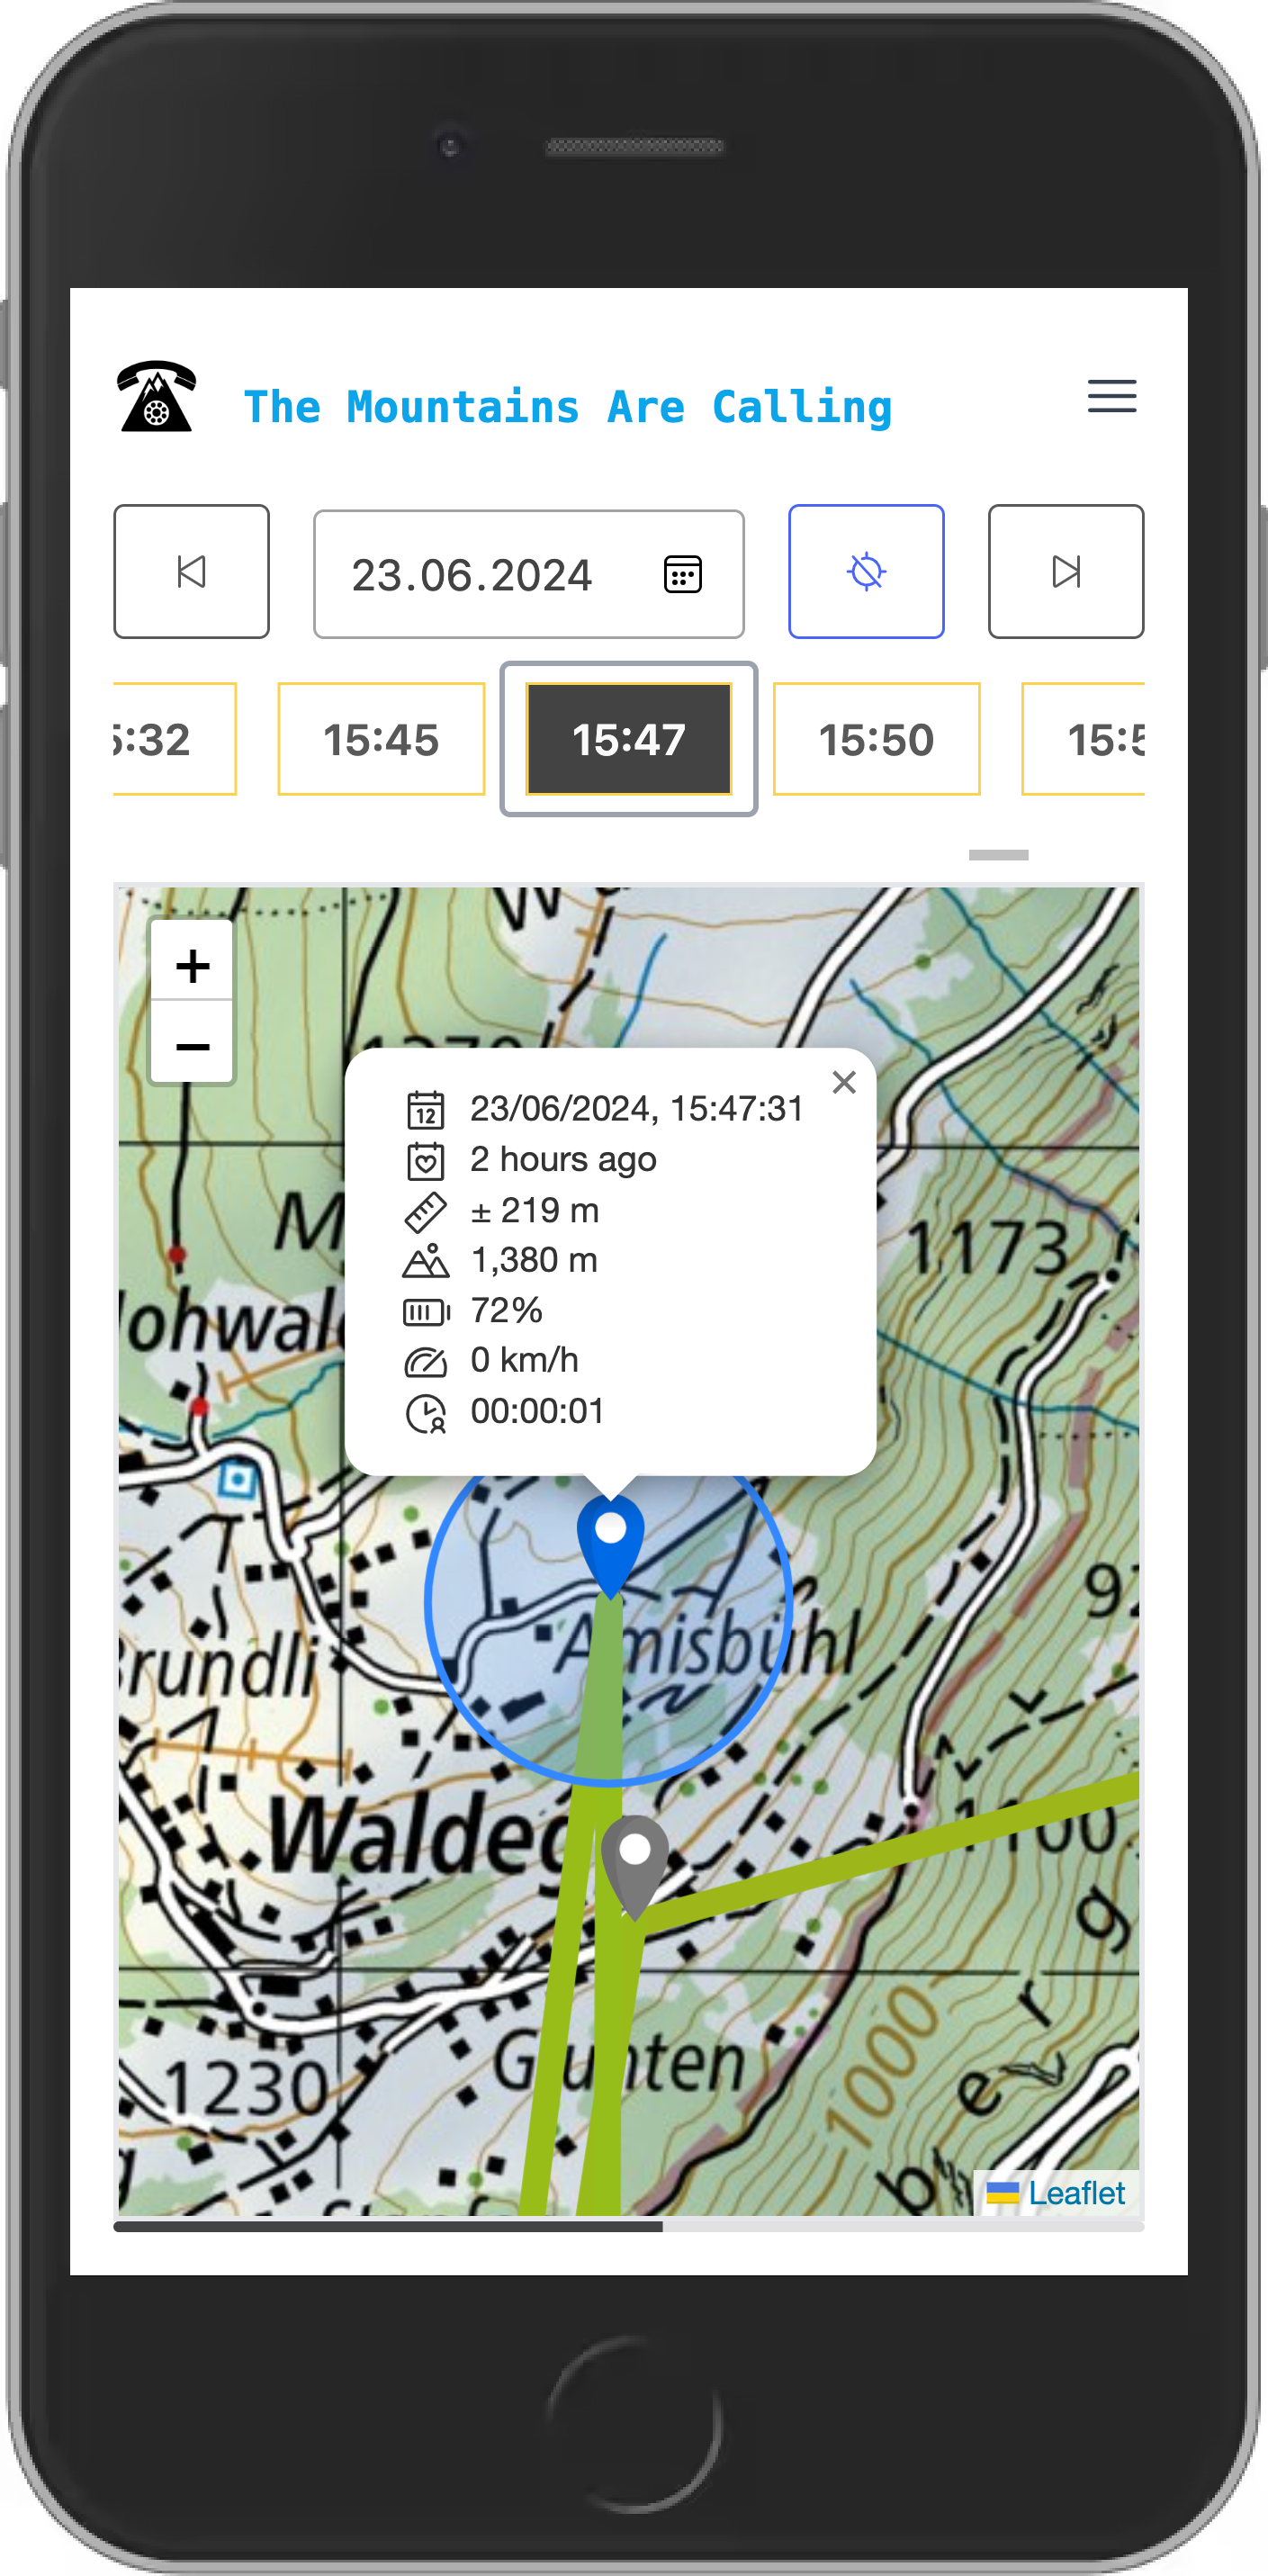 The Mountains Are Calling
23.06.2024
5:32 15:45 15:47 15:50 15:5
+
−
12 23/06/2024, 15:47:31
2 hours ago
± 219 m
1,380 m
72%
0 km/h
00:00:01
1173
ohwal
Amisbühl
rundli
Waldeg
1100
Gunten
1230
1000
Leaflet